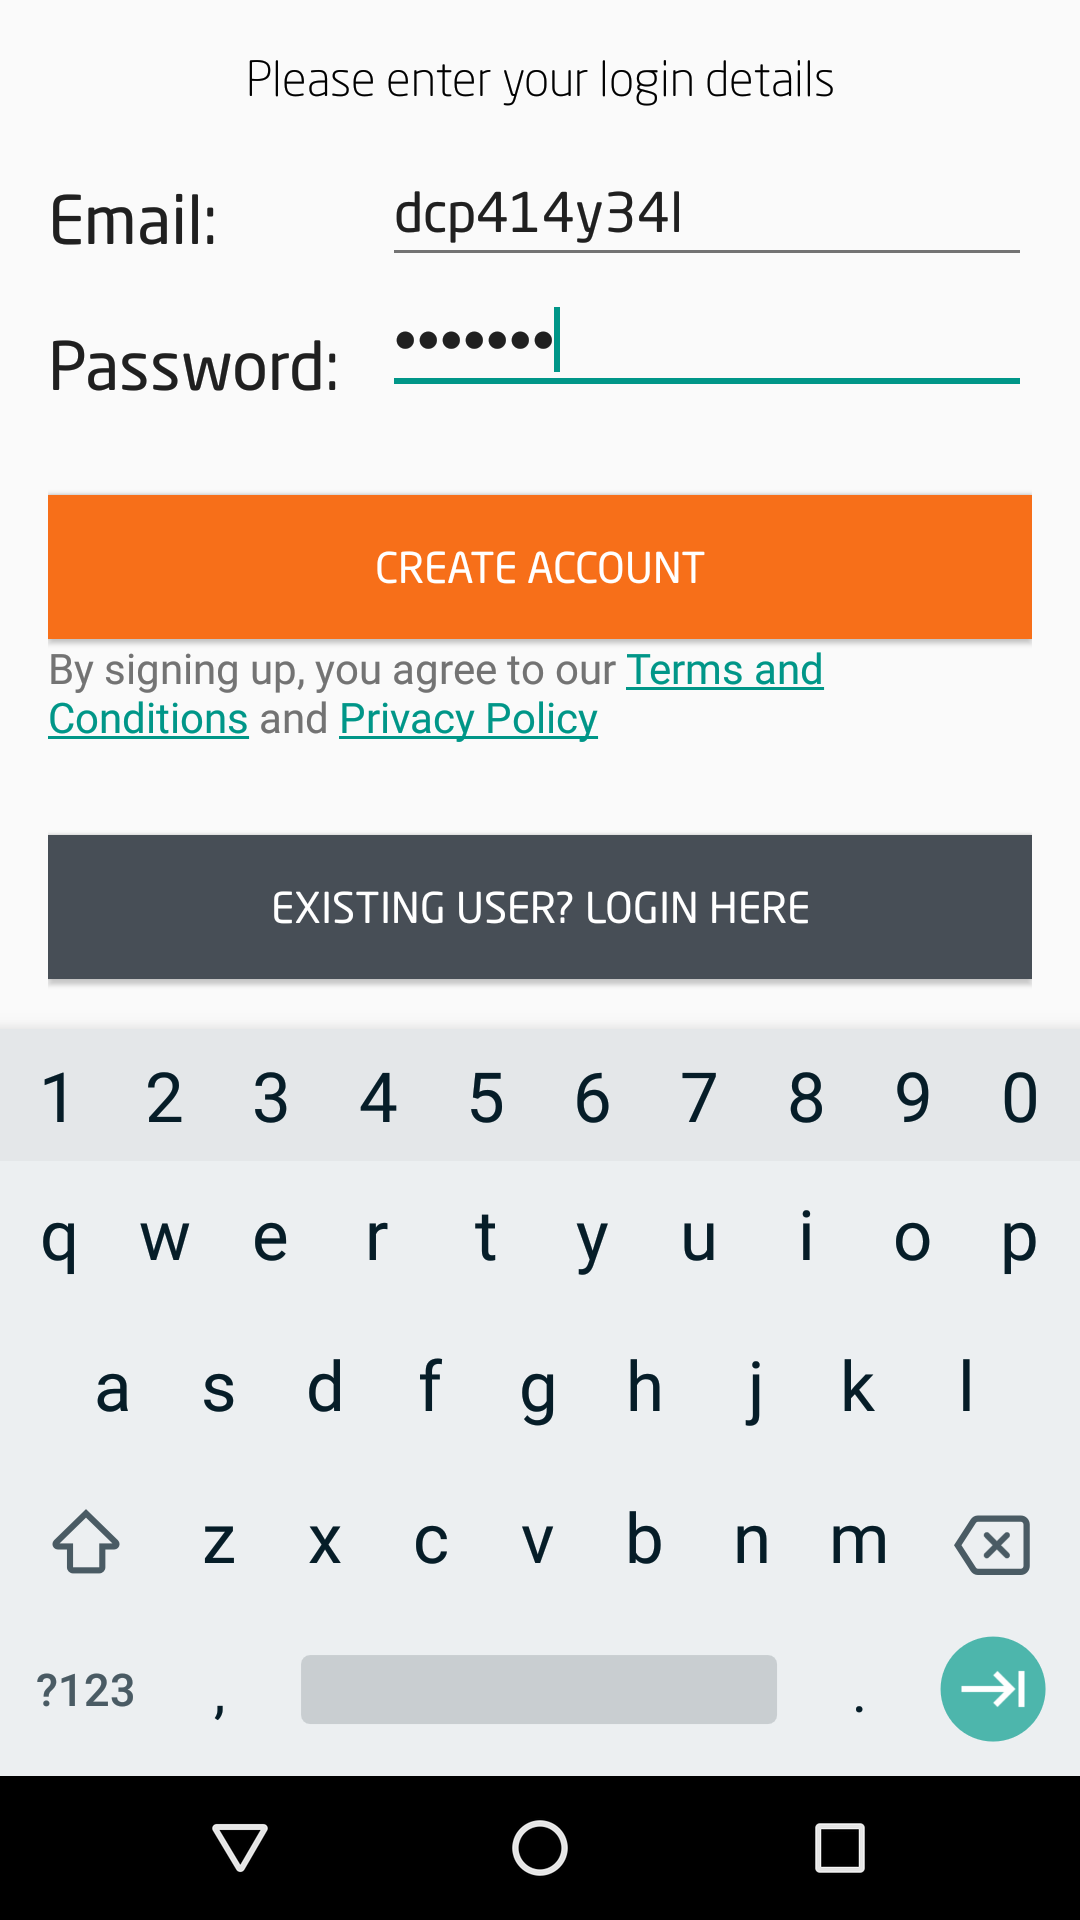 Please enter your login details
Email: dcp414y34l
Password: •••••••
CREATE ACCOUNT
By signing up, you agree to our Terms and
Conditions and Privacy Policy
EXISTING USER? LOGIN HERE
1 2 3 4 5 6 7 8 9 0
q w e r t y u i o p
a s d f g h j k l
z x c v b n m
?123 , .